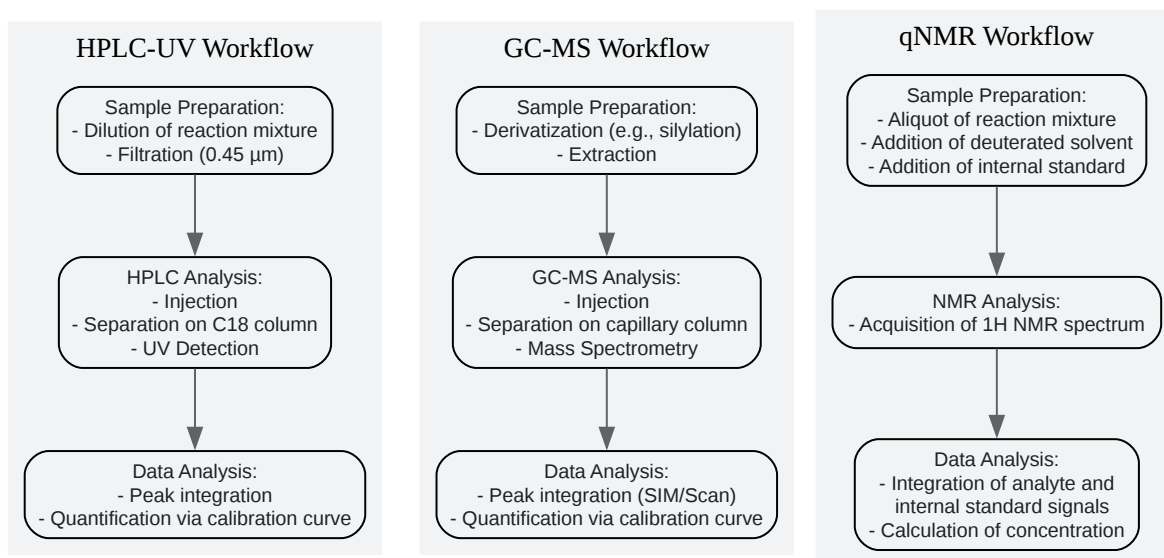 HPLC-UV Workflow
Sample Preparation:
- Dilution of reaction mixture
- Filtration (0.45 µm)
HPLC Analysis:
- Injection
- Separation on C18 column
- UV Detection
Data Analysis:
- Peak integration
- Quantification via calibration curve
GC-MS Workflow
Sample Preparation:
- Derivatization (e.g., silylation)
- Extraction
GC-MS Analysis:
- Injection
- Separation on capillary column
- Mass Spectrometry
Data Analysis:
- Peak integration (SIM/Scan)
- Quantification via calibration curve
qNMR Workflow
Sample Preparation:
- Aliquot of reaction mixture
- Addition of deuterated solvent
- Addition of internal standard
NMR Analysis:
- Acquisition of 1H NMR spectrum
Data Analysis:
- Integration of analyte and
internal standard signals
- Calculation of concentration